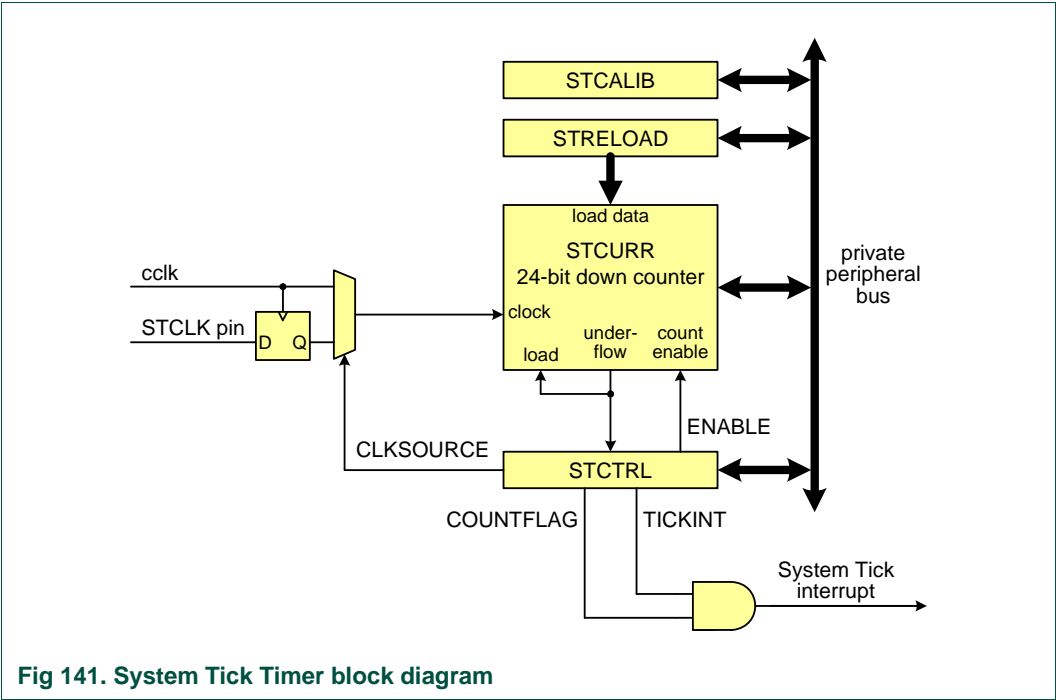 STCALIB
STRELOAD
load data
STCURR
24-bit down counter
private
peripheral
bus
cclk
clock
STCLK pin
D Q
under-
flow
count
enable
load
ENABLE
CLKSOURCE
STCTRL
COUNTFLAG
TICKINT
System Tick
interrupt
Fig 141. System Tick Timer block diagram